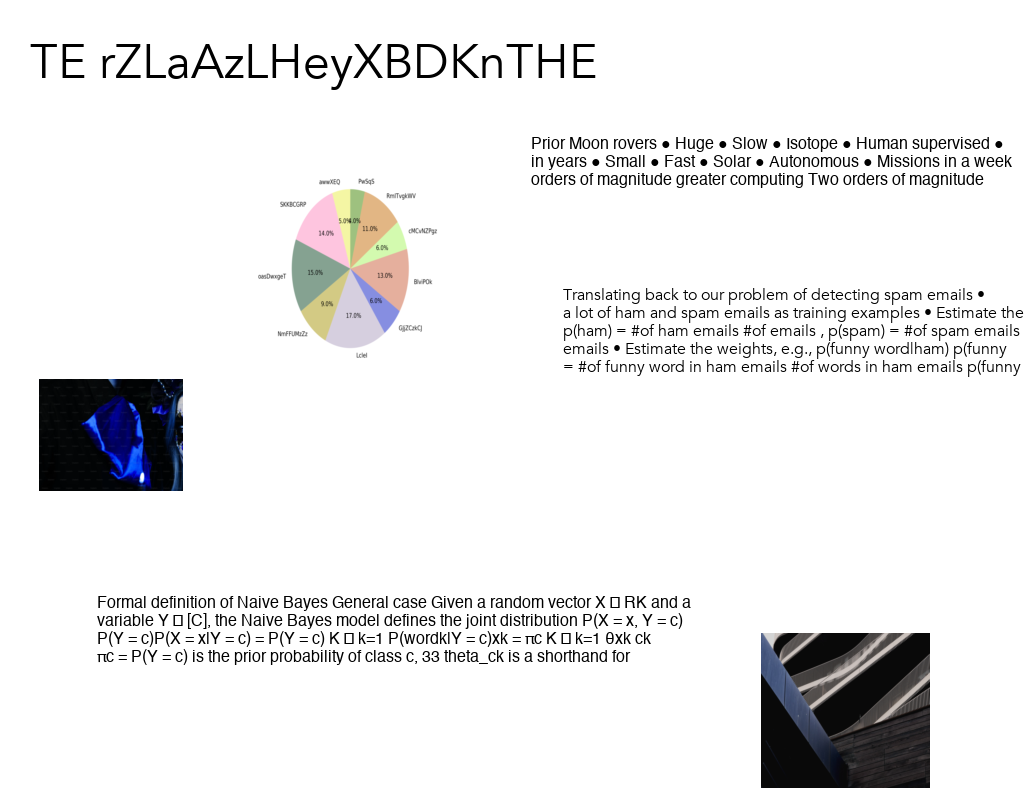 TE rZLaAzLHeyXBDKnTHE
Prior Moon rovers ● Huge ● Slow ● Isotope ● Human supervised ●
in years ● Small ● Fast ● Solar ● Autonomous ● Missions in a week
orders of magnitude greater computing Two orders of magnitude
awwXEQ
PwSqS
SKKBCGRP
RmITvgkWV
5.0%
4.0%
11.0%
14.0%
cMCvNZPgz
6.0%
oasDwxgeT
15.0%
13.0%
BlviPOk
9.0%
6.0%
17.0%
NmFFUMzZz
GjjZCzkCJ
LcIeI
Translating back to our problem of detecting spam emails •
a lot of ham and spam emails as training examples • Estimate the
p(ham) = #of ham emails #of emails , p(spam) = #of spam emails
emails • Estimate the weights, e.g., p(funny word|ham) p(funny
= #of funny word in ham emails #of words in ham emails p(funny
Formal definition of Naive Bayes General case Given a random vector X □ RK and a
variable Y □ [C], the Naive Bayes model defines the joint distribution P(X = x, Y = c)
P(Y = c)P(X = x|Y = c) = P(Y = c) K □ k=1 P(wordk|Y = c)xk = πc K □ k=1 θxk ck
πc = P(Y = c) is the prior probability of class c, 33 theta_ck is a shorthand for